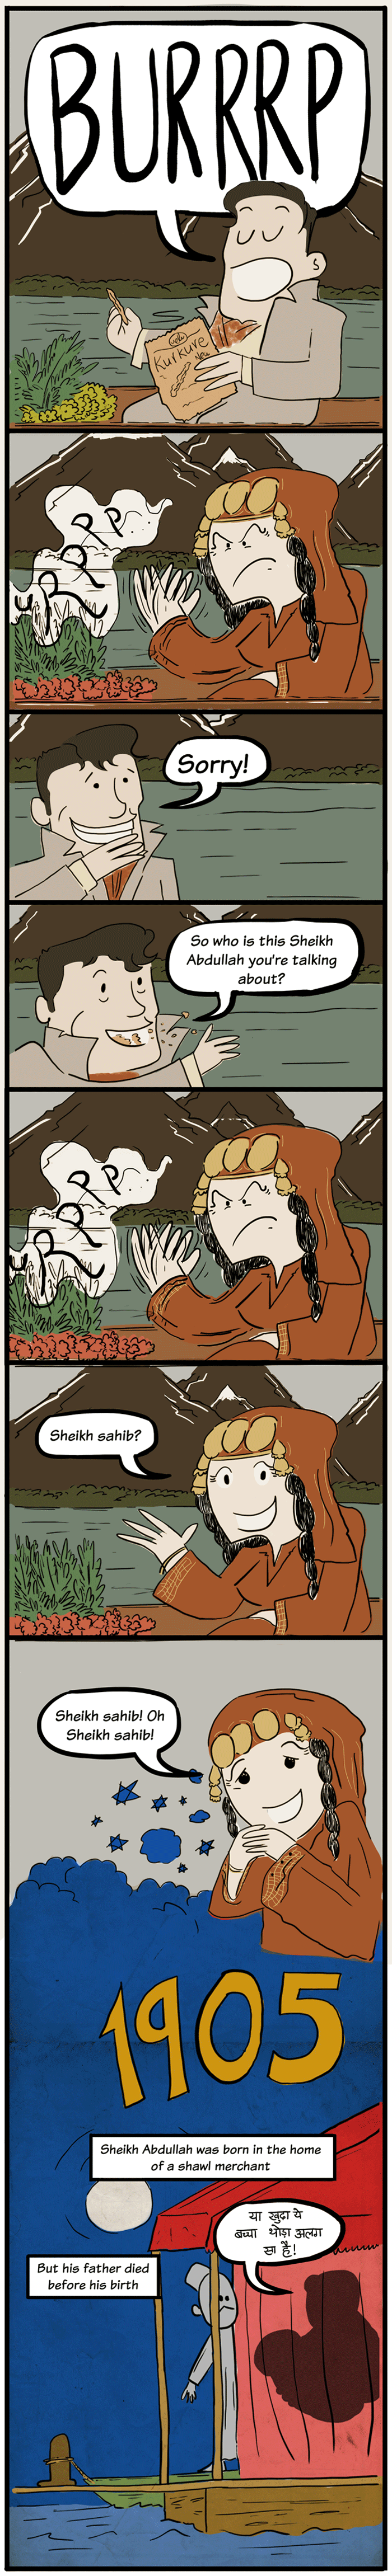 BURRRP
Kurkure
RPPP
Sorry!
So who is this Sheikh
Abdullah you're talking
about?
RPPP
Sheikh sahib?
Sheikh sahib! Oh
Sheikh sahib!
1905
Sheikh Abdullah was born in the home
of a shawl merchant
या खुदा ये
बच्चा थोड़ा अलग
सा है!
But his father died
before his birth